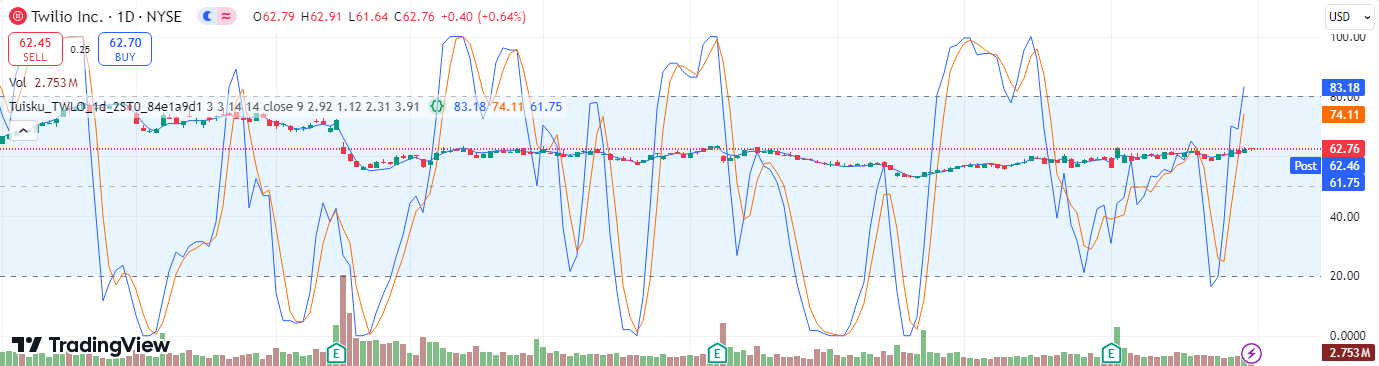 Twilio Inc. · 1D · NYSE O62.79 H62.91 L61.64 C62.76 +0.40 (+0.64%)
USD
62.45 SELL
0.25
62.70 BUY
Vol 2.753 M
Tuisku_TWLO_1d_2ST0_84e1a9d1 3 3 14 14 close 9 2.92 1.12 2.31 3.91 83.18 74.11 61.75
100.00
83.18
80.00
74.11
62.76
Post 62.46
61.75
40.00
20.00
0.0000
2.753 M
TradingView
E
E
E